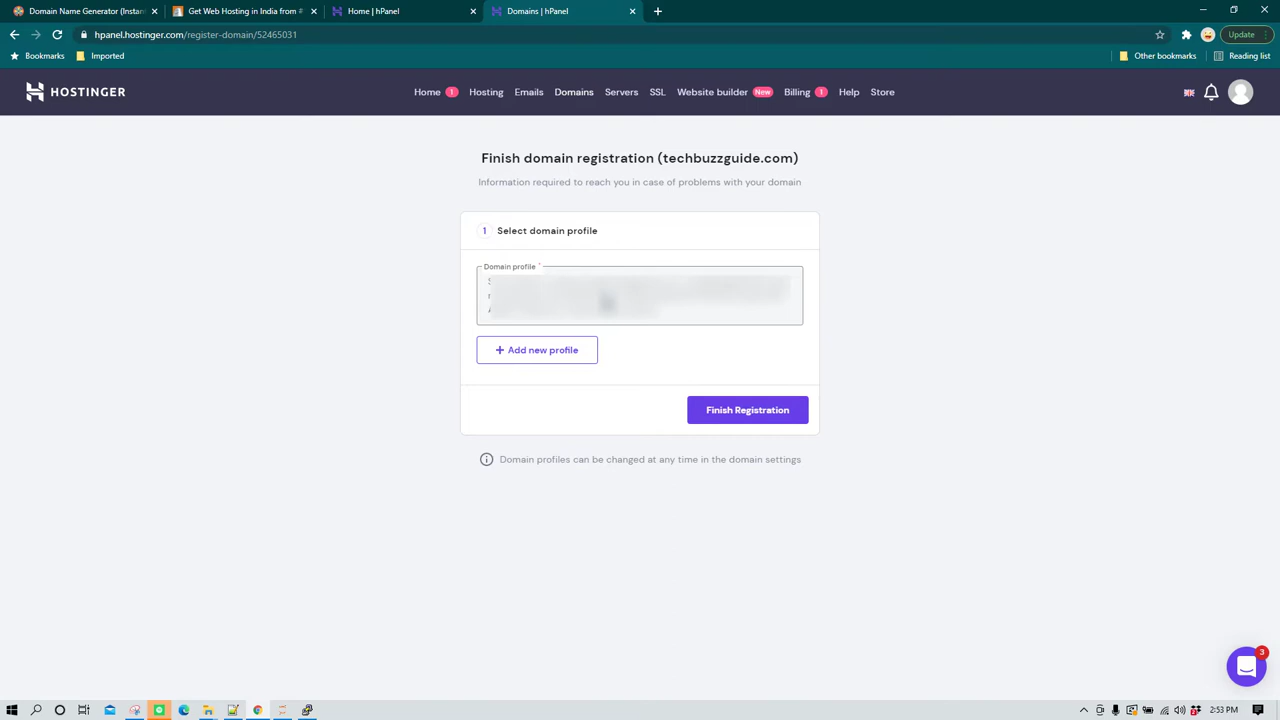 Domain Name Generator (Instant
Get Web Hosting in India from #
Home | hPanel
Domains | hPanel
hpanel.hostinger.com/register-domain/52465031
Update
Bookmarks
Imported
Other bookmarks
Reading list
HOSTINGER
Home 1 Hosting Emails Domains Servers SSL Website builder New Billing 1 Help Store
Finish domain registration (techbuzzguide.com)
Information required to reach you in case of problems with your domain
1 Select domain profile
Domain profile *
+ Add new profile
Finish Registration
Domain profiles can be changed at any time in the domain settings
3
2:53 PM